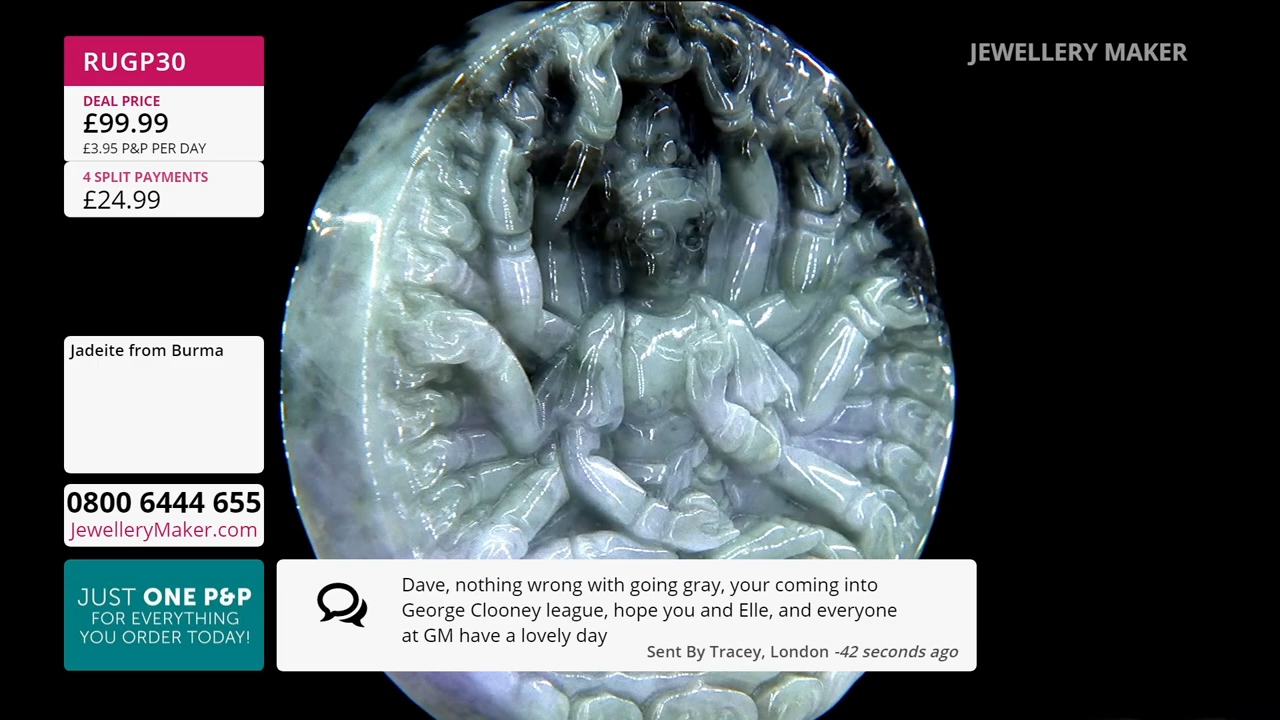 RUGP30
DEAL PRICE
£99.99
£3.95 P&P PER DAY
4 SPLIT PAYMENTS
£24.99
JEWELLERY MAKER
Jadeite from Burma
0800 6444 655
JewelleryMaker.com
JUST ONE P&P
FOR EVERYTHING
YOU ORDER TODAY!
Dave, nothing wrong with going gray, your coming into
George Clooney league, hope you and Elle, and everyone
at GM have a lovely day
Sent By Tracey, London -42 seconds ago